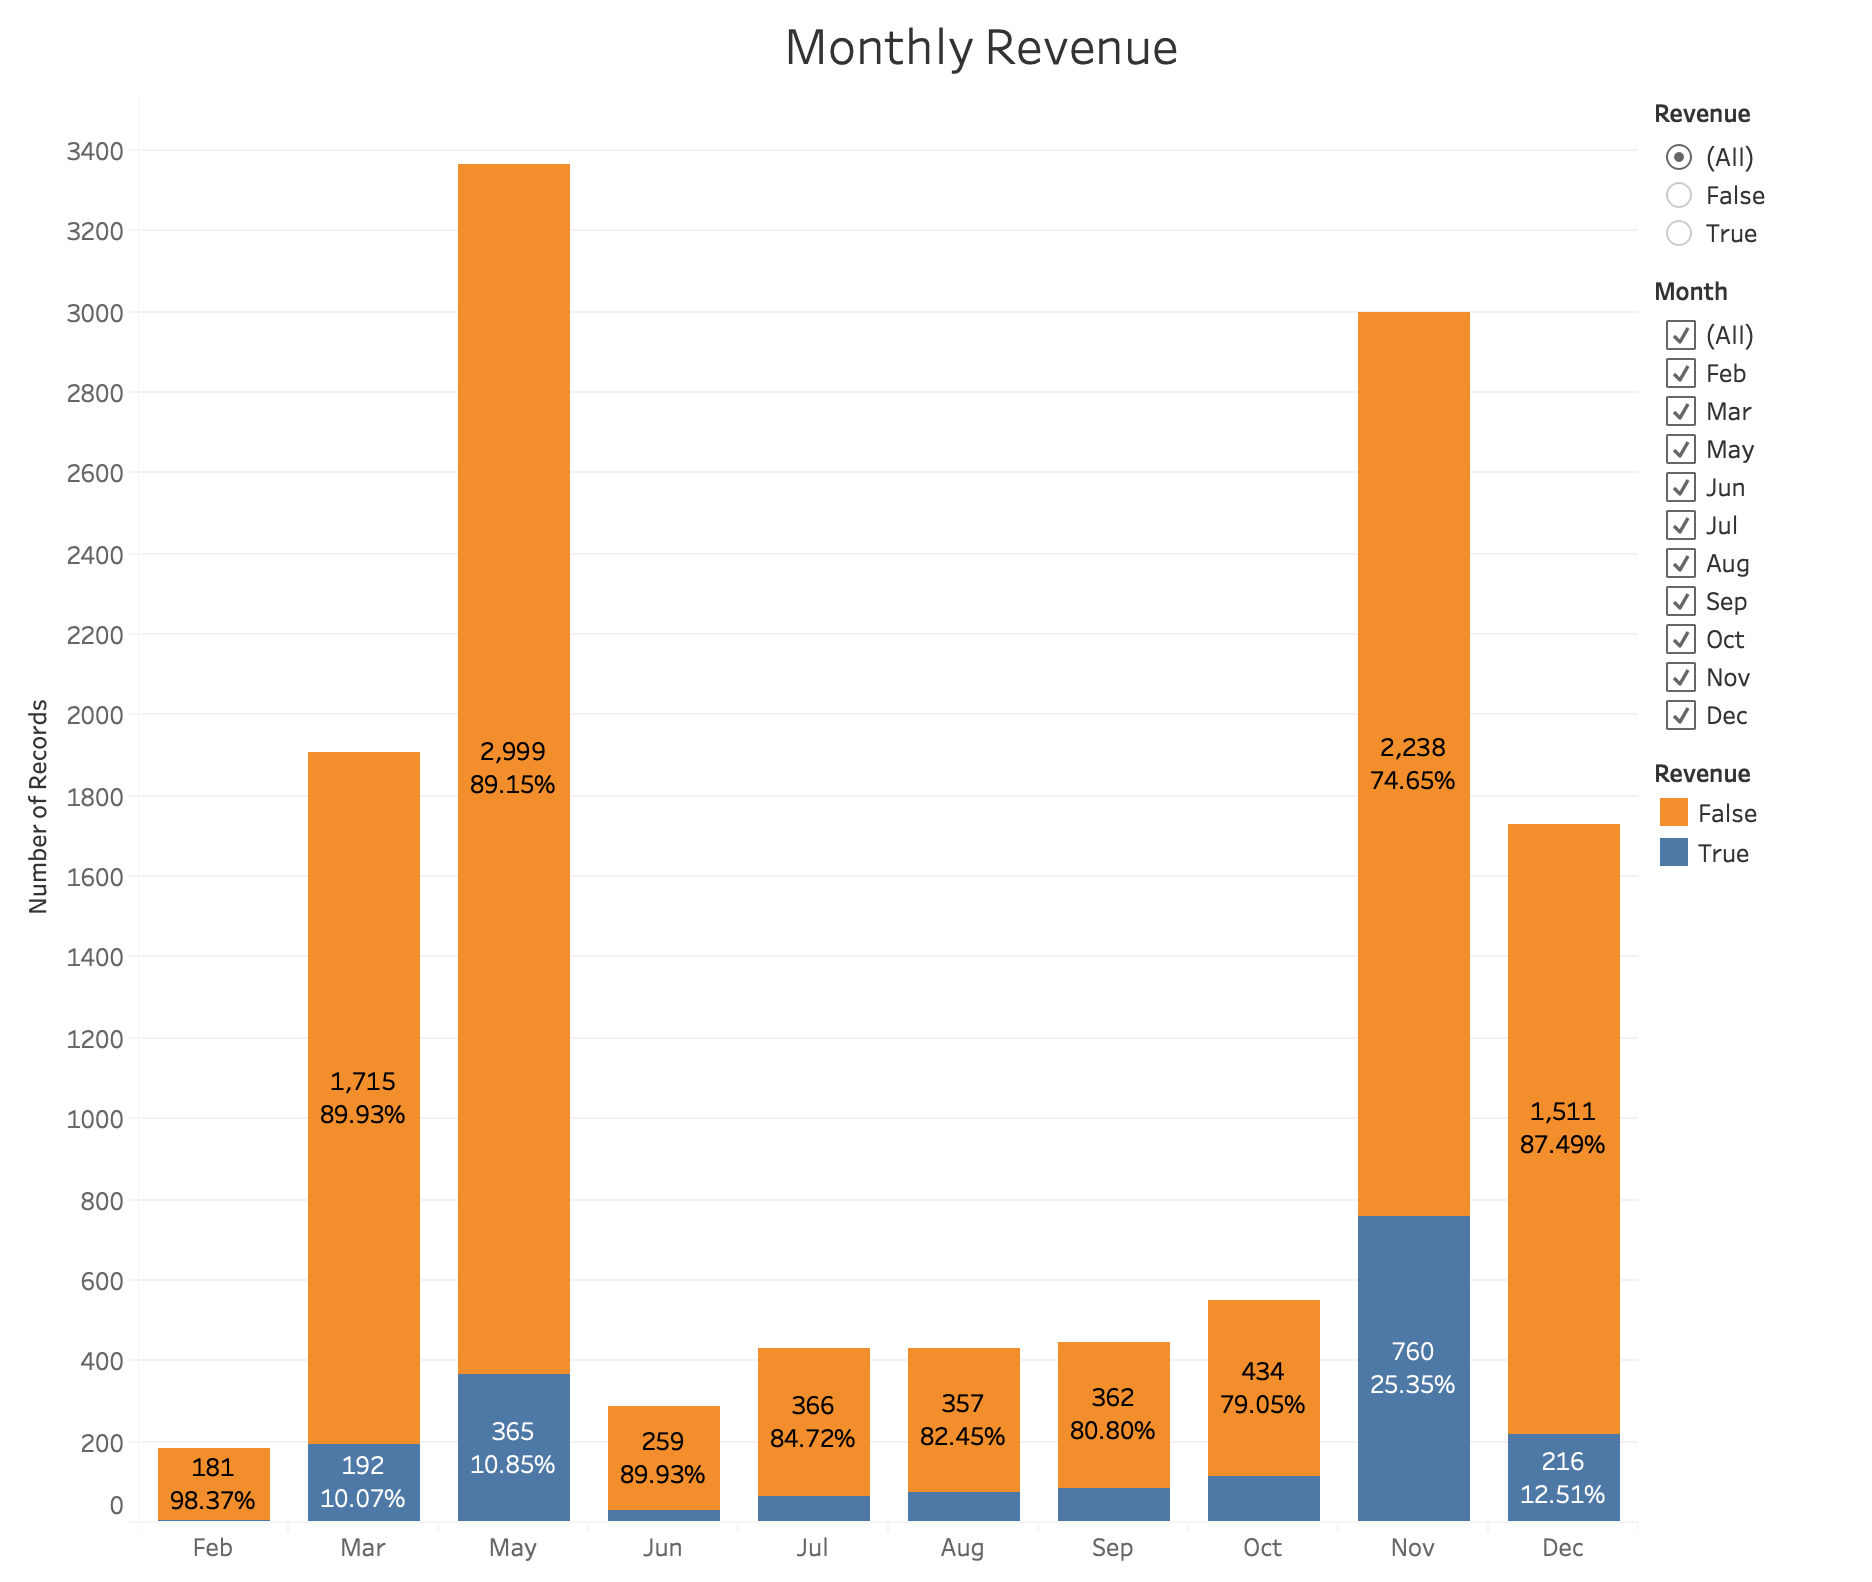 Monthly Revenue
Number of Records
3400
3200
3000
2800
2600
2400
2200
2000
1800
1600
1400
1200
1000
800
600
400
200
0
181
98.37%
1,715
89.93%
192
10.07%
2,999
89.15%
365
10.85%
259
89.93%
366
84.72%
357
82.45%
362
80.80%
434
79.05%
2,238
74.65%
760
25.35%
1,511
87.49%
216
12.51%
Feb
Mar
May
Jun
Jul
Aug
Sep
Oct
Nov
Dec
Revenue
(All)
False
True
Month
(All)
Feb
Mar
May
Jun
Jul
Aug
Sep
Oct
Nov
Dec
Revenue
False
True